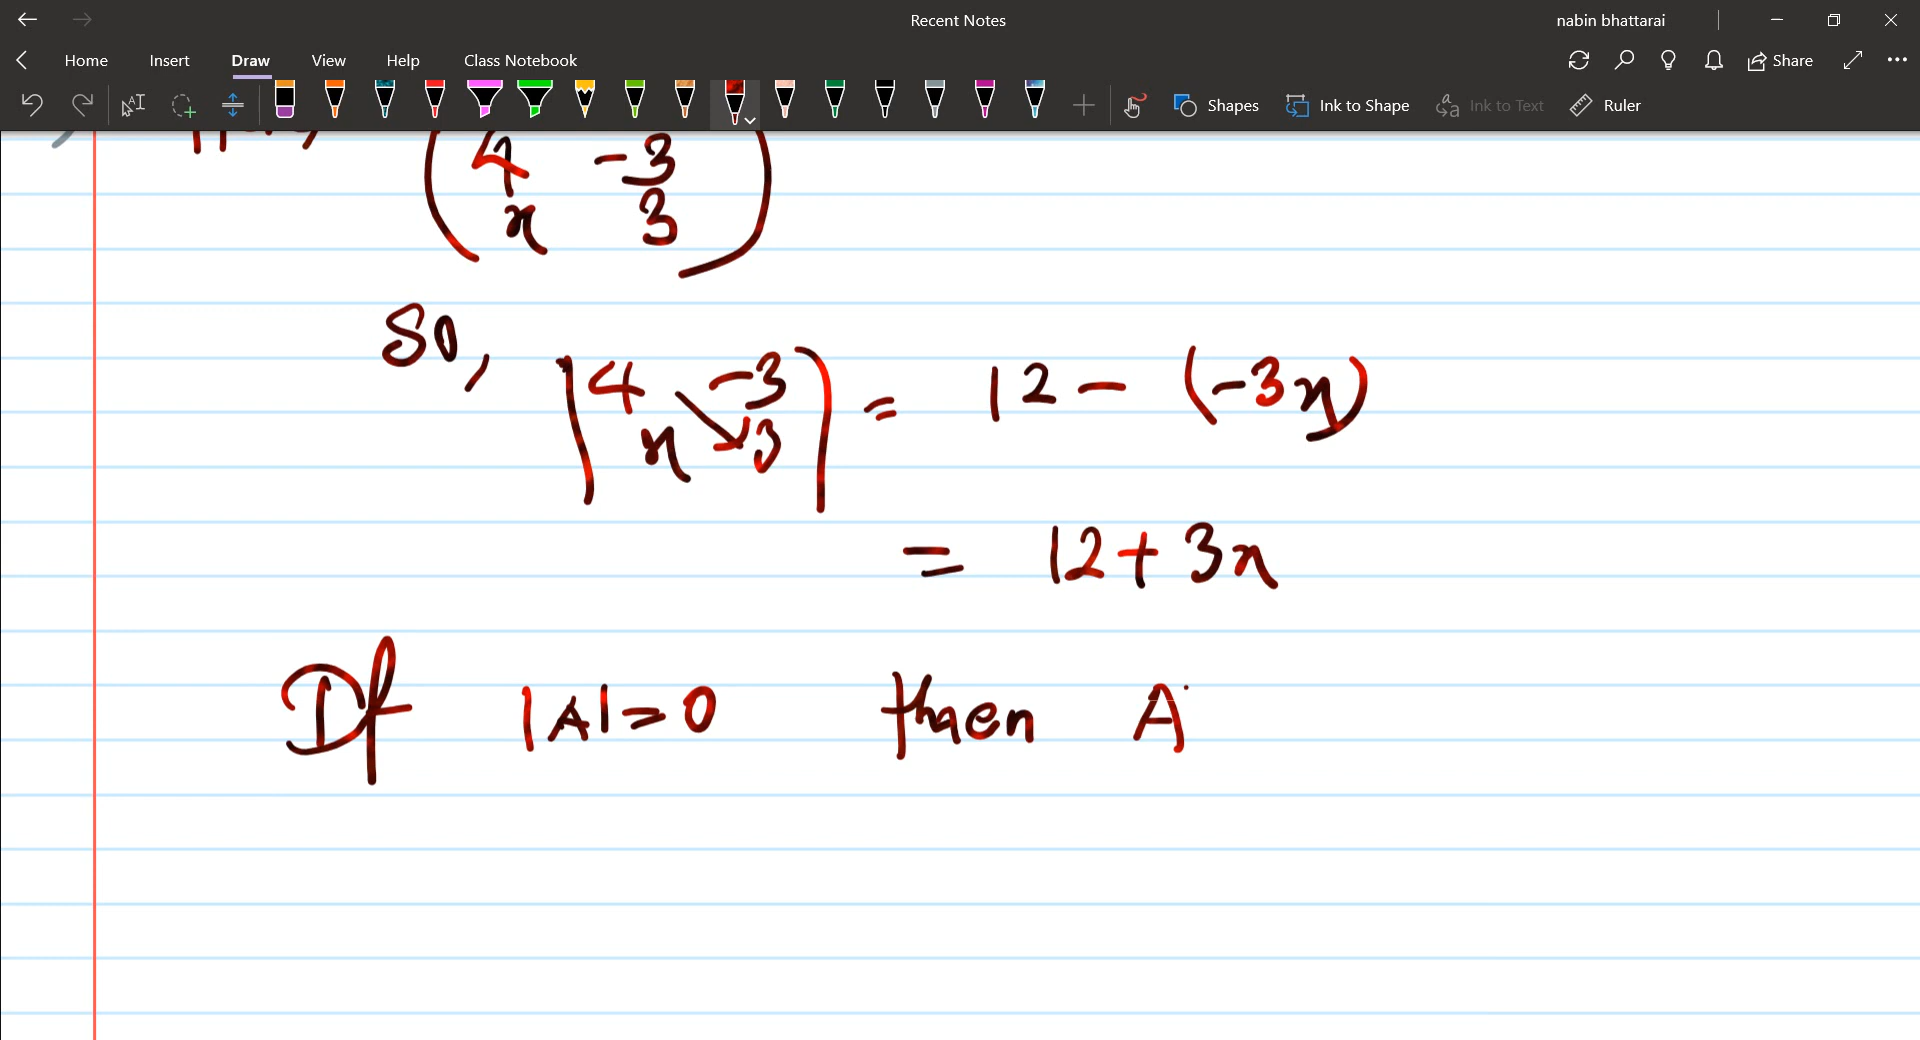 Recent Notes
nabin bhattarai
Home Insert Draw View Help Class Notebook
Share
Shapes Ink to Shape Ink to Text Ruler
4 -3
x 3
So,
|4 -3| = 12 - (-3x)
x 3
= 12 + 3x
If |A| = 0 then A